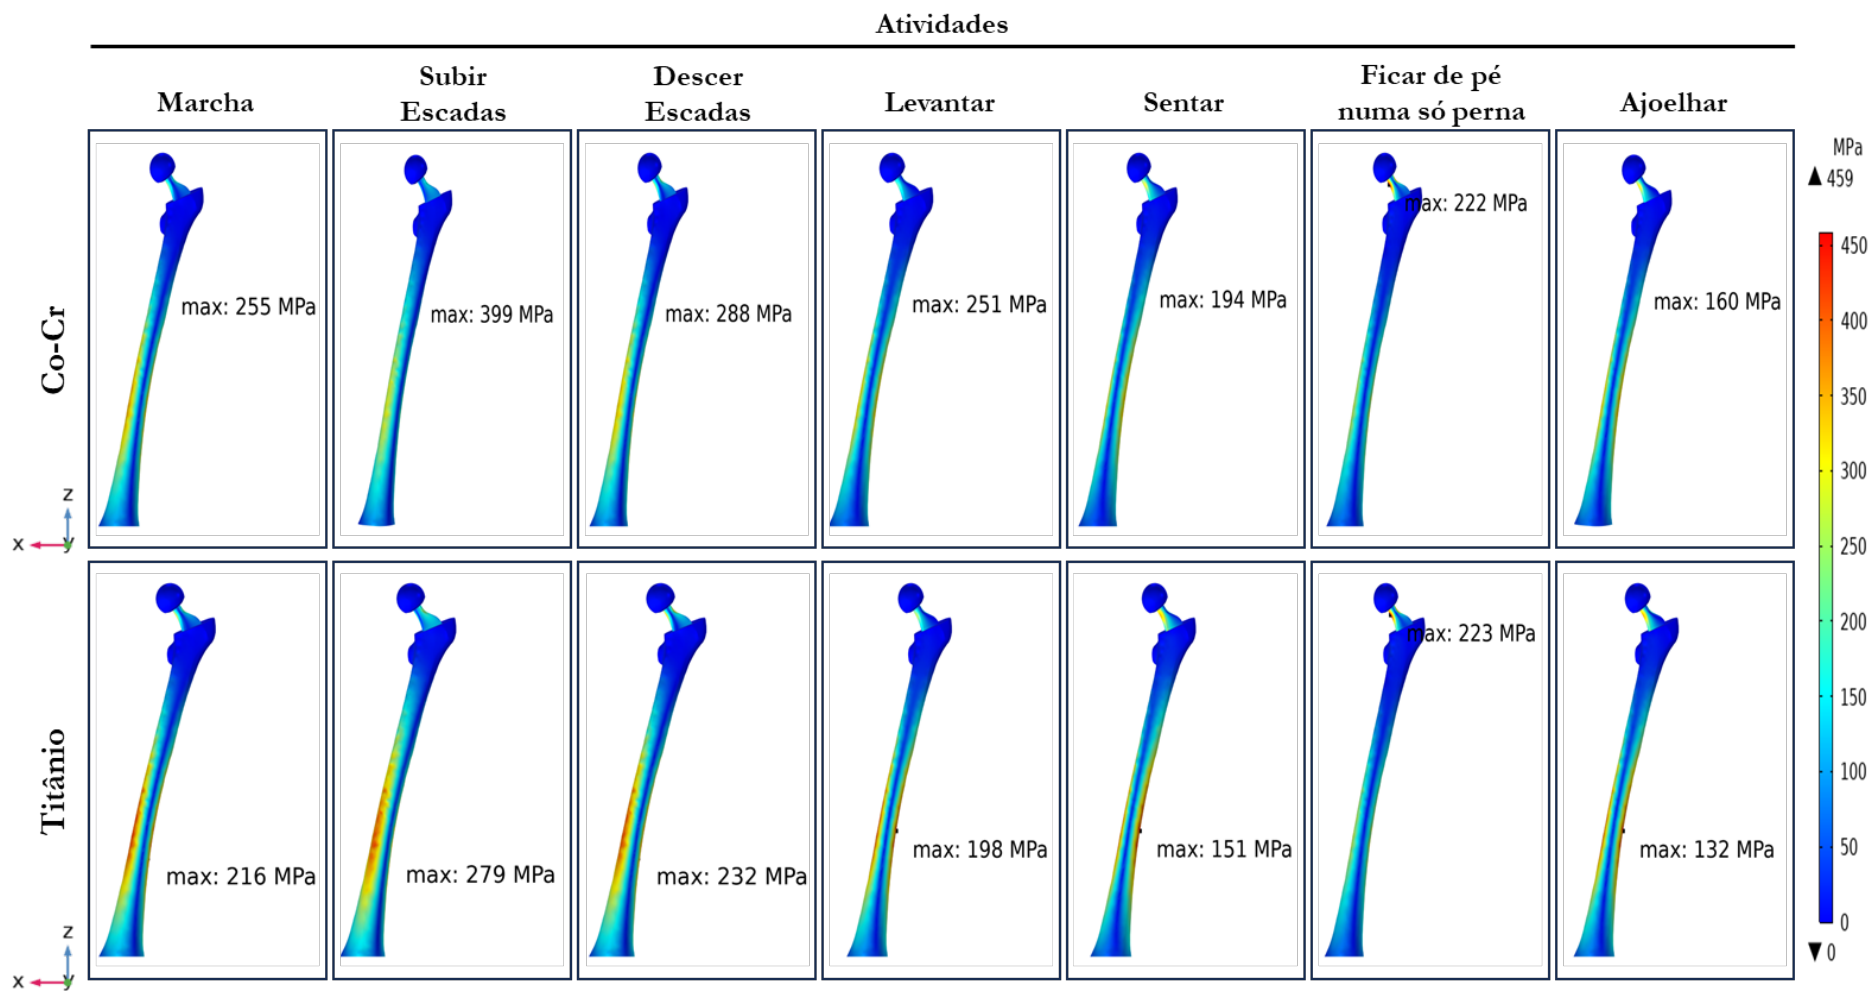 Atividades
Marcha
Subir
Escadas
Descer
Escadas
Levantar
Sentar
Ficar de pé
numa só perna
Ajoelhar
Co-Cr
max: 255 MPa
max: 399 MPa
max: 288 MPa
max: 251 MPa
max: 194 MPa
max: 222 MPa
max: 160 MPa
z
x
y
Titânio
max: 216 MPa
max: 279 MPa
max: 232 MPa
max: 198 MPa
max: 151 MPa
max: 223 MPa
max: 132 MPa
z
x
y
MPa
▲ 459
450
400
350
300
250
200
150
100
50
0
▼ 0